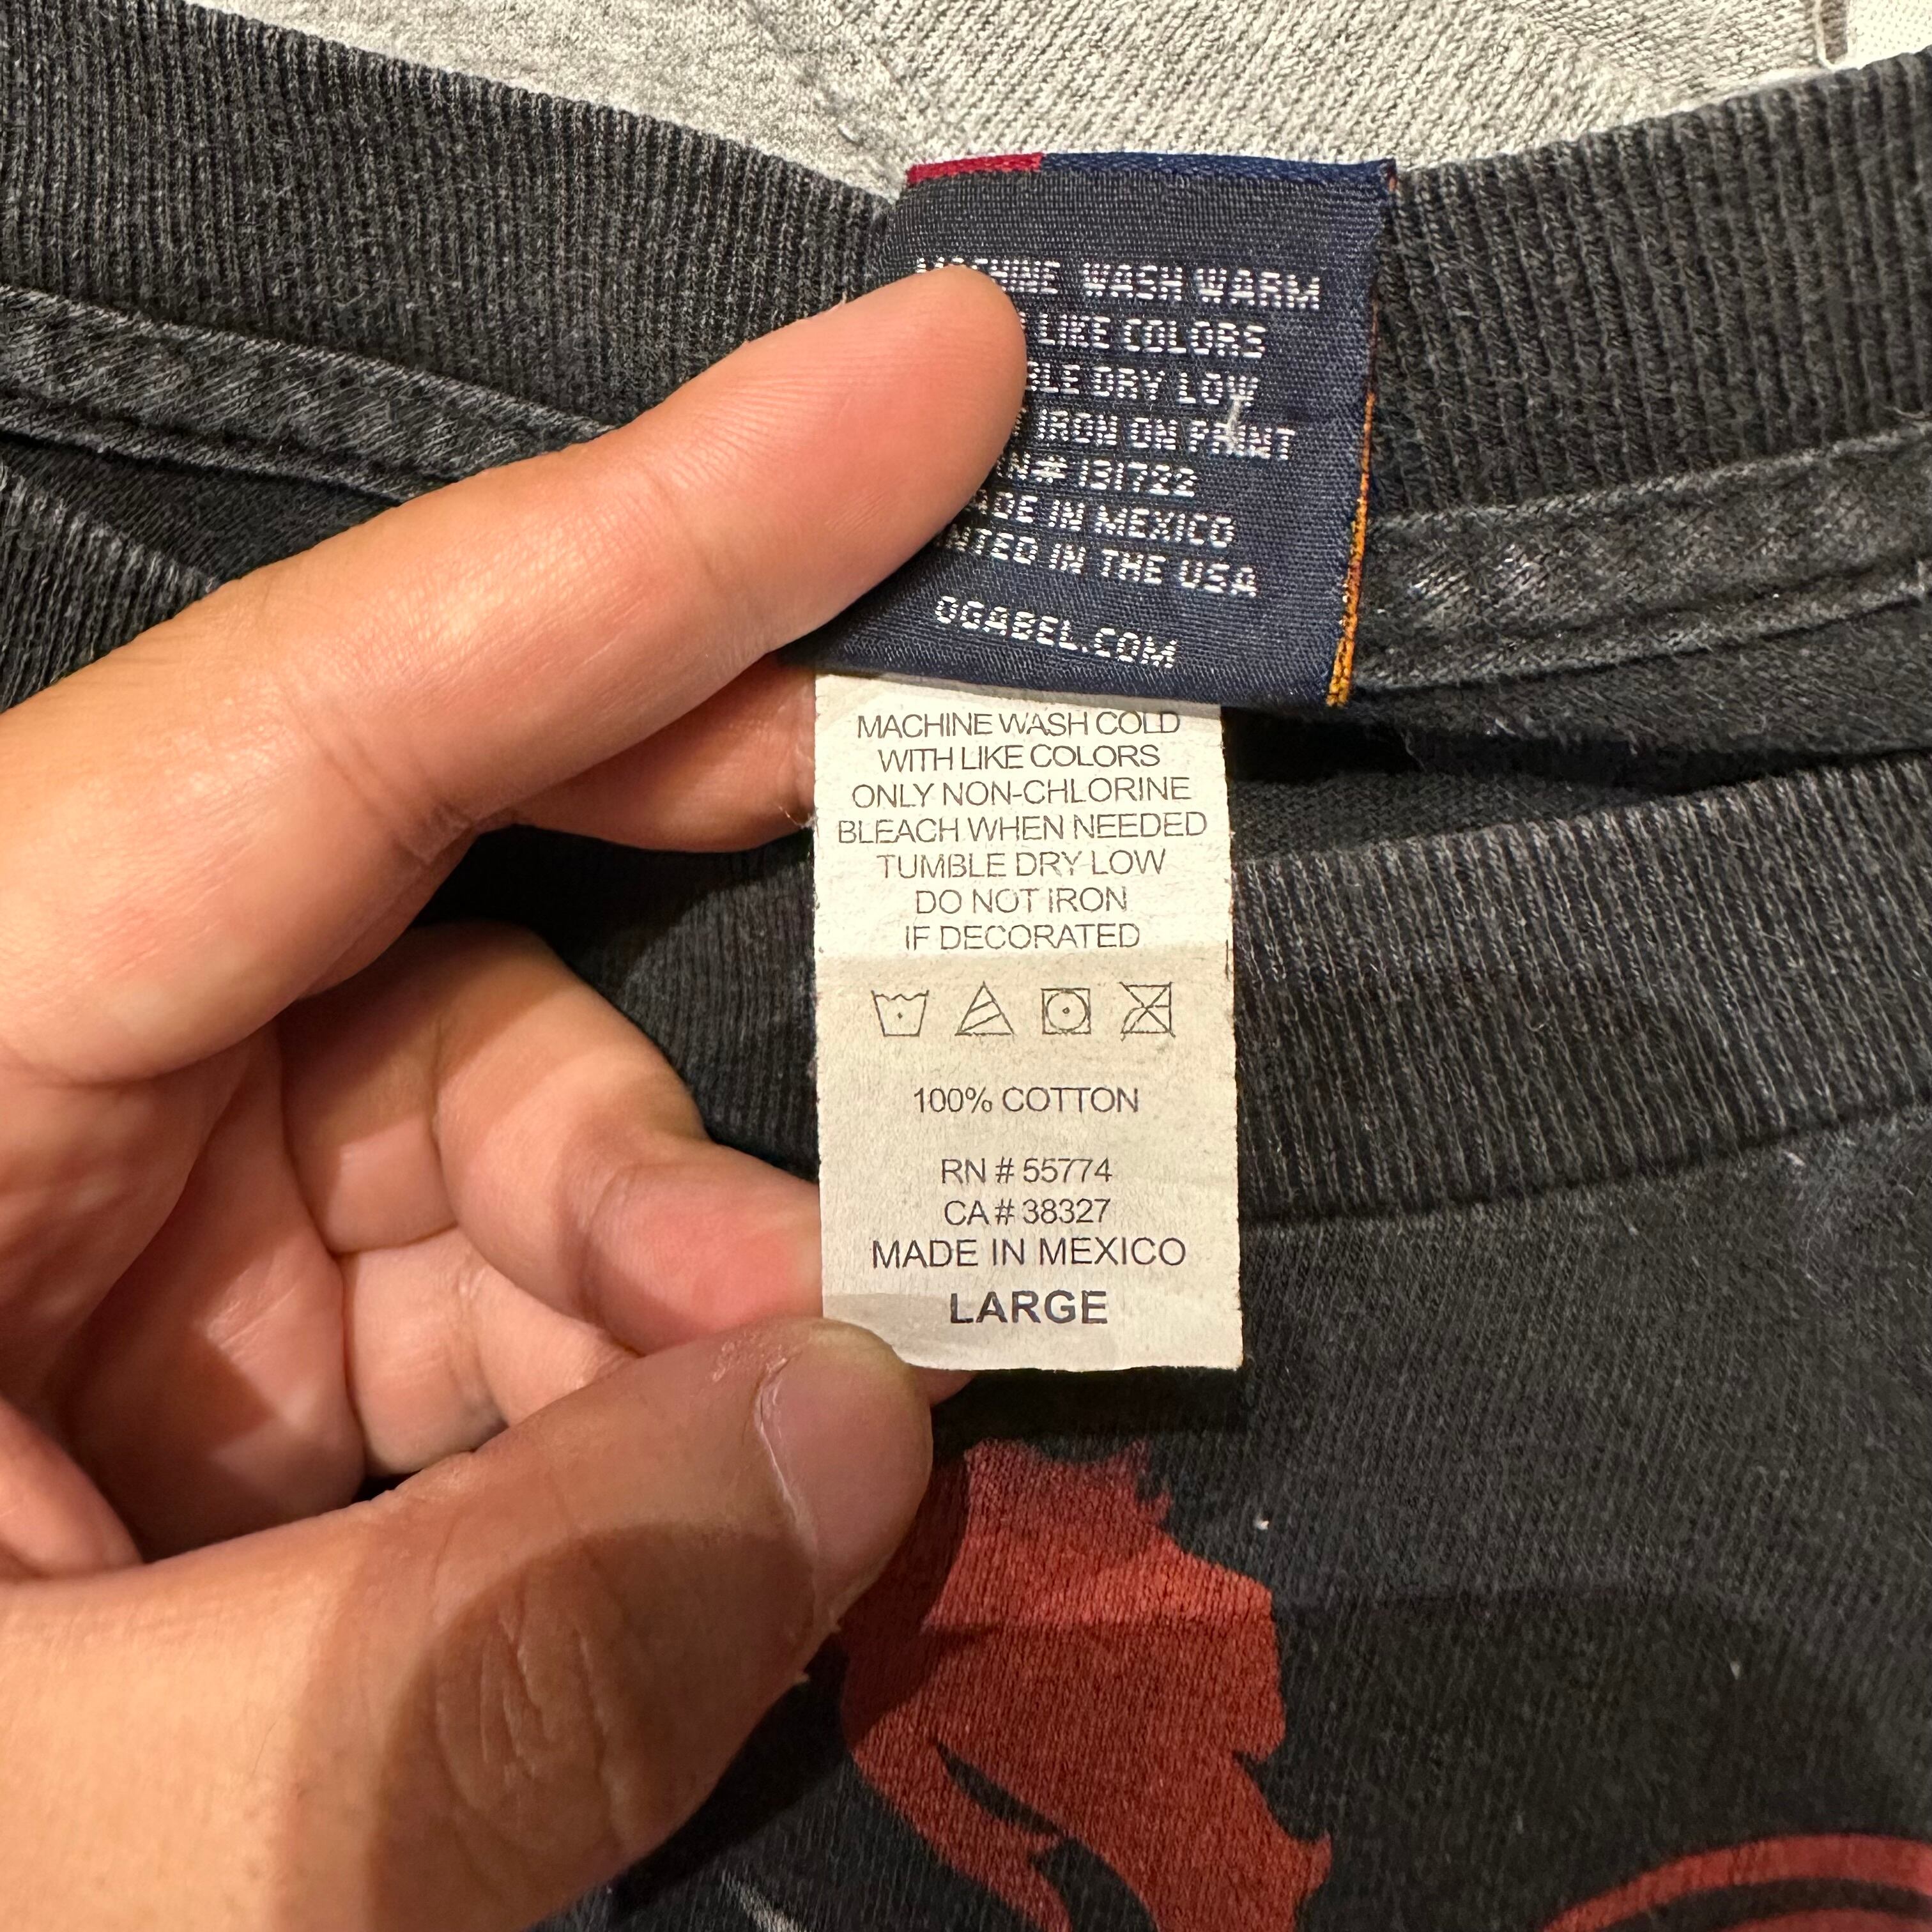 WASH WARM
LIKE COLORS
DRY LOW
IRON ON PRINT
# 131722
IN MEXICO
IN THE USA
OGABEL.COM
MACHINE WASH COLD
WITH LIKE COLORS
ONLY NON-CHLORINE
BLEACH WHEN NEEDED
TUMBLE DRY LOW
DO NOT IRON
IF DECORATED
100% COTTON
RN # 55774
CA # 38327
MADE IN MEXICO
LARGE